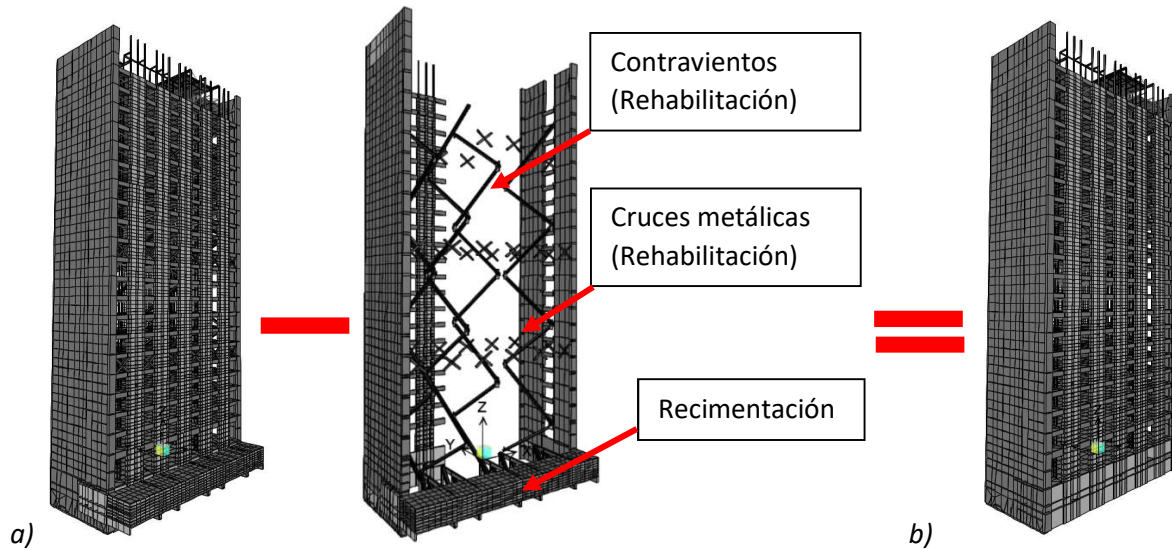 Contravientos
(Rehabilitación)
Cruces metálicas
(Rehabilitación)
Recimentación
Z
Y
a)
b)